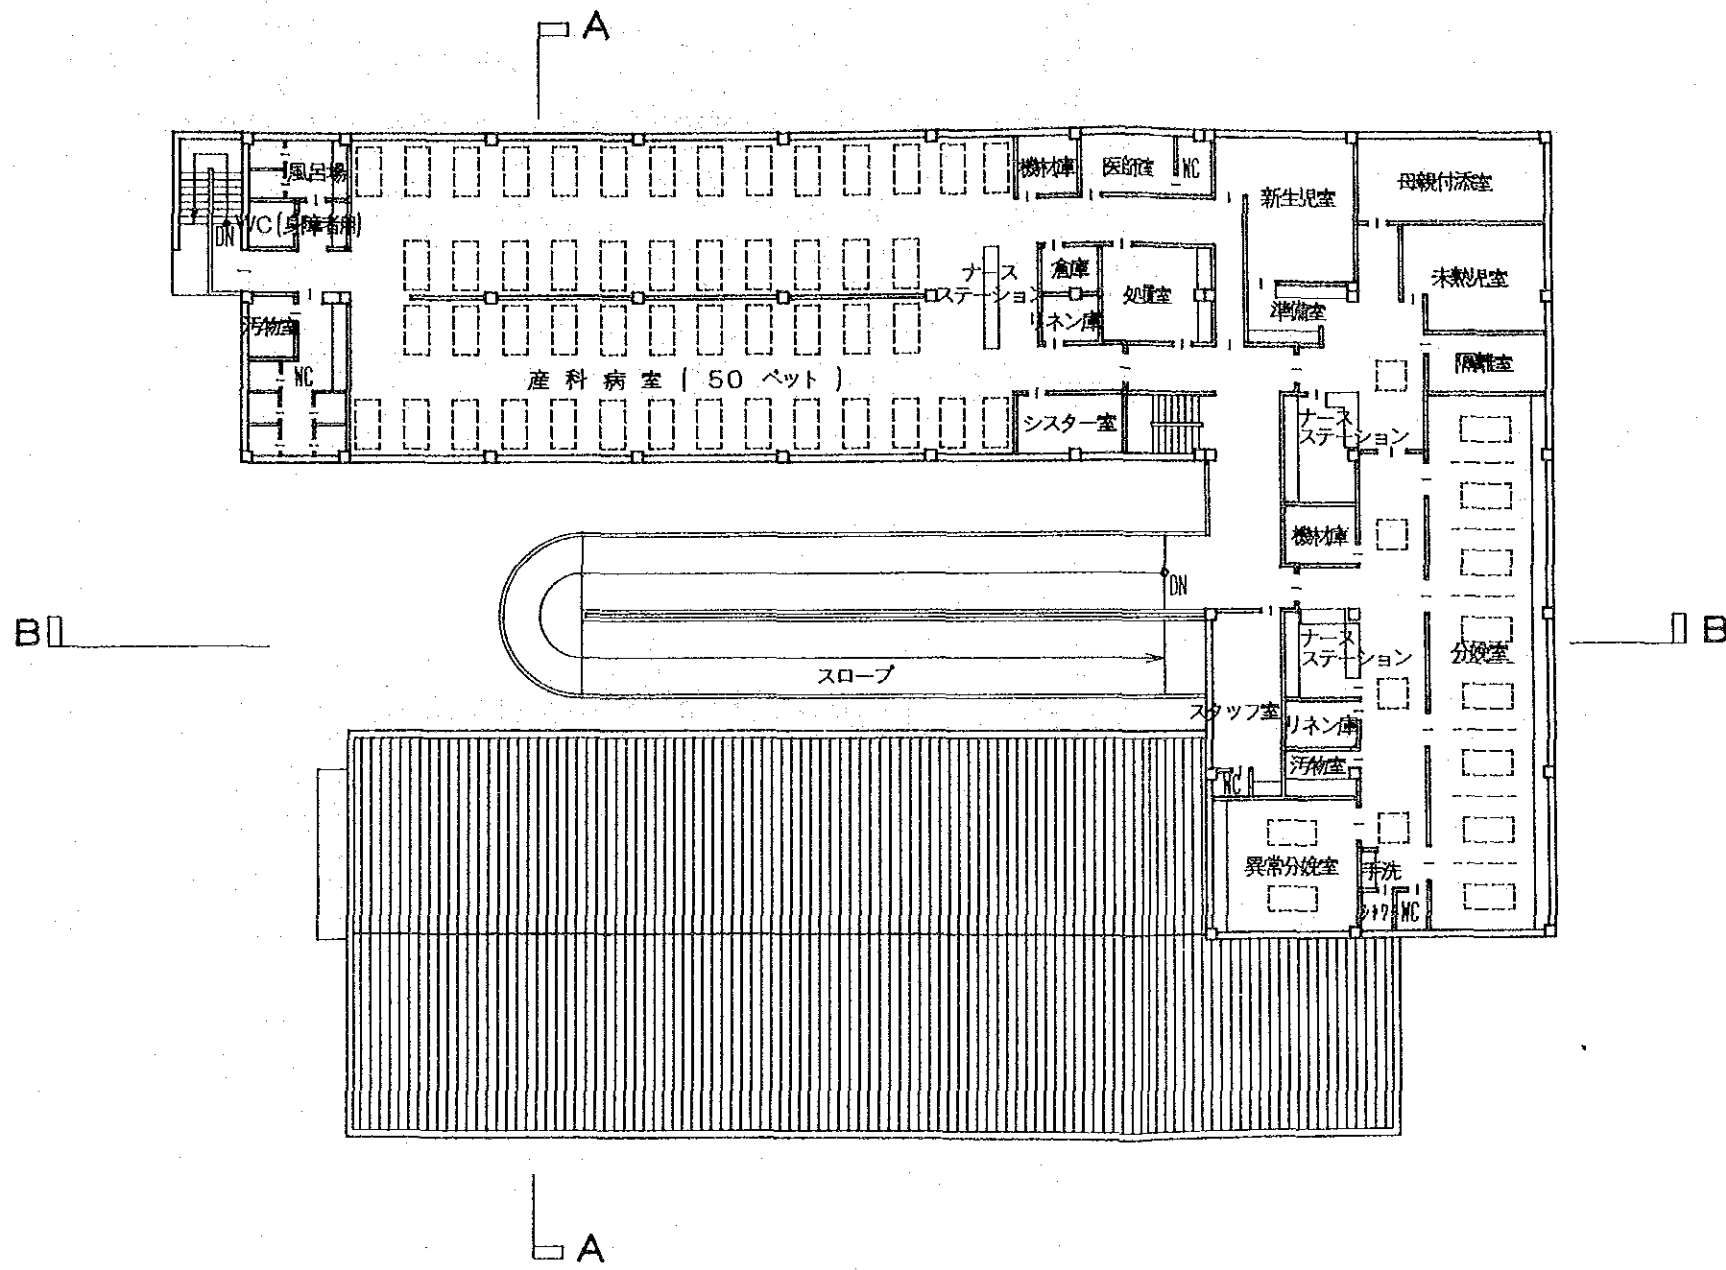 A
風呂場
機材庫
医師室
WC
新生児室
母親付添室
WC(身障者用)
DN
ナース
ステーション
倉庫
処置室
未熟児室
リネン庫
準備室
汚物室
隔離室
WC
産科病室(50ベット)
シスター室
ナース
ステーション
機材庫
DN
B
B
ナース
ステーション
分娩室
スロープ
スタッフ室
リネン庫
汚物室
WC
異常分娩室
手洗
シャワ
WC
A